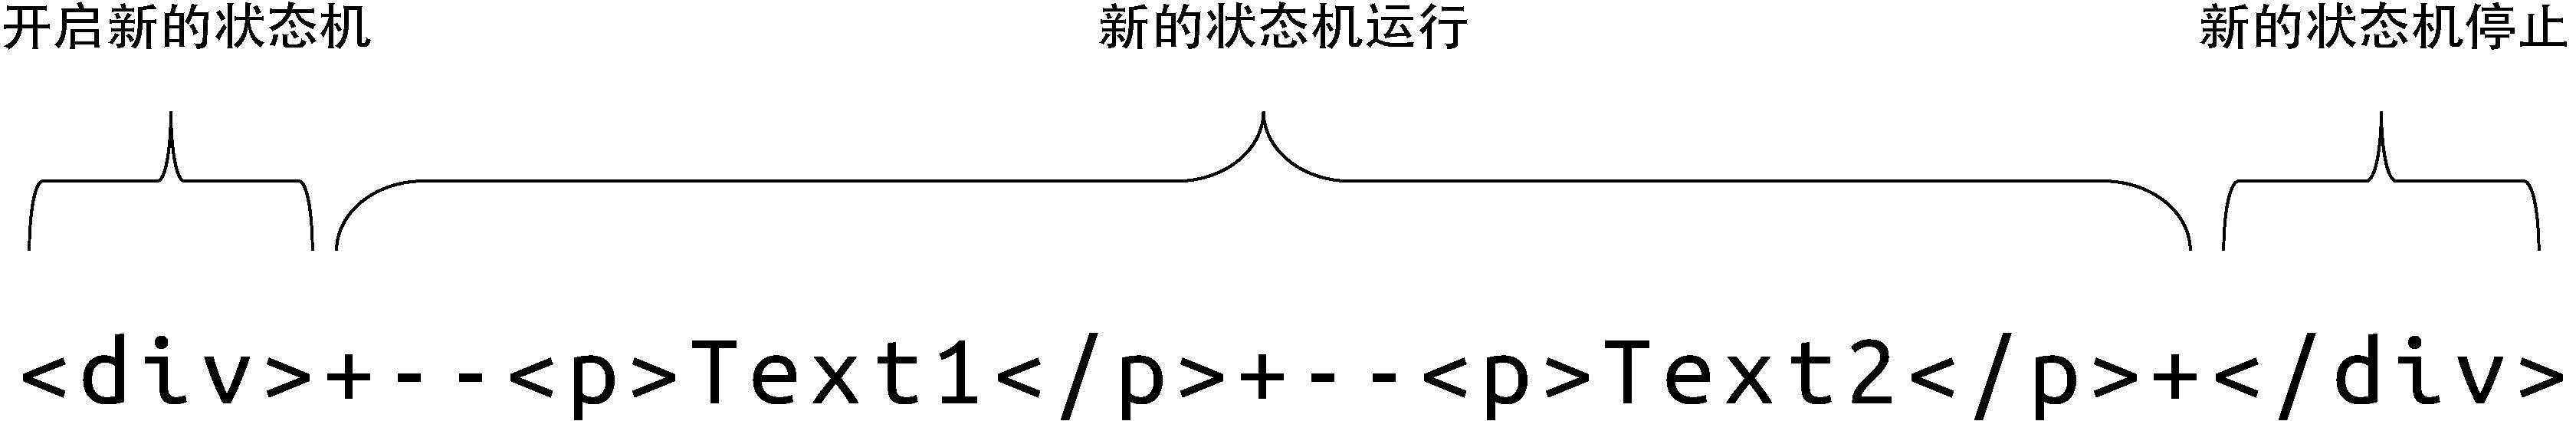 开启新的状态机 新的状态机运行 新的状态机停止
<div>+--<p>Text1</p>+--<p>Text2</p>+</div>